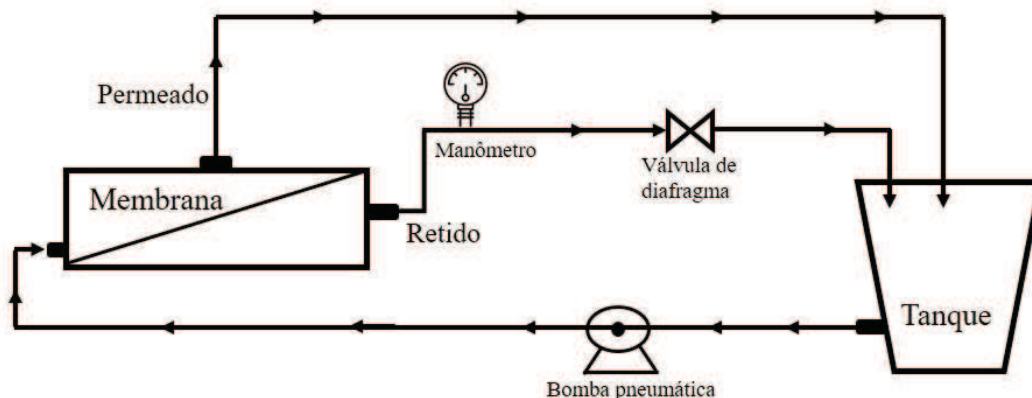 Permeado
Manômetro
Membrana
Válvula de
diafragma
Retido
Tanque
Bomba pneumática